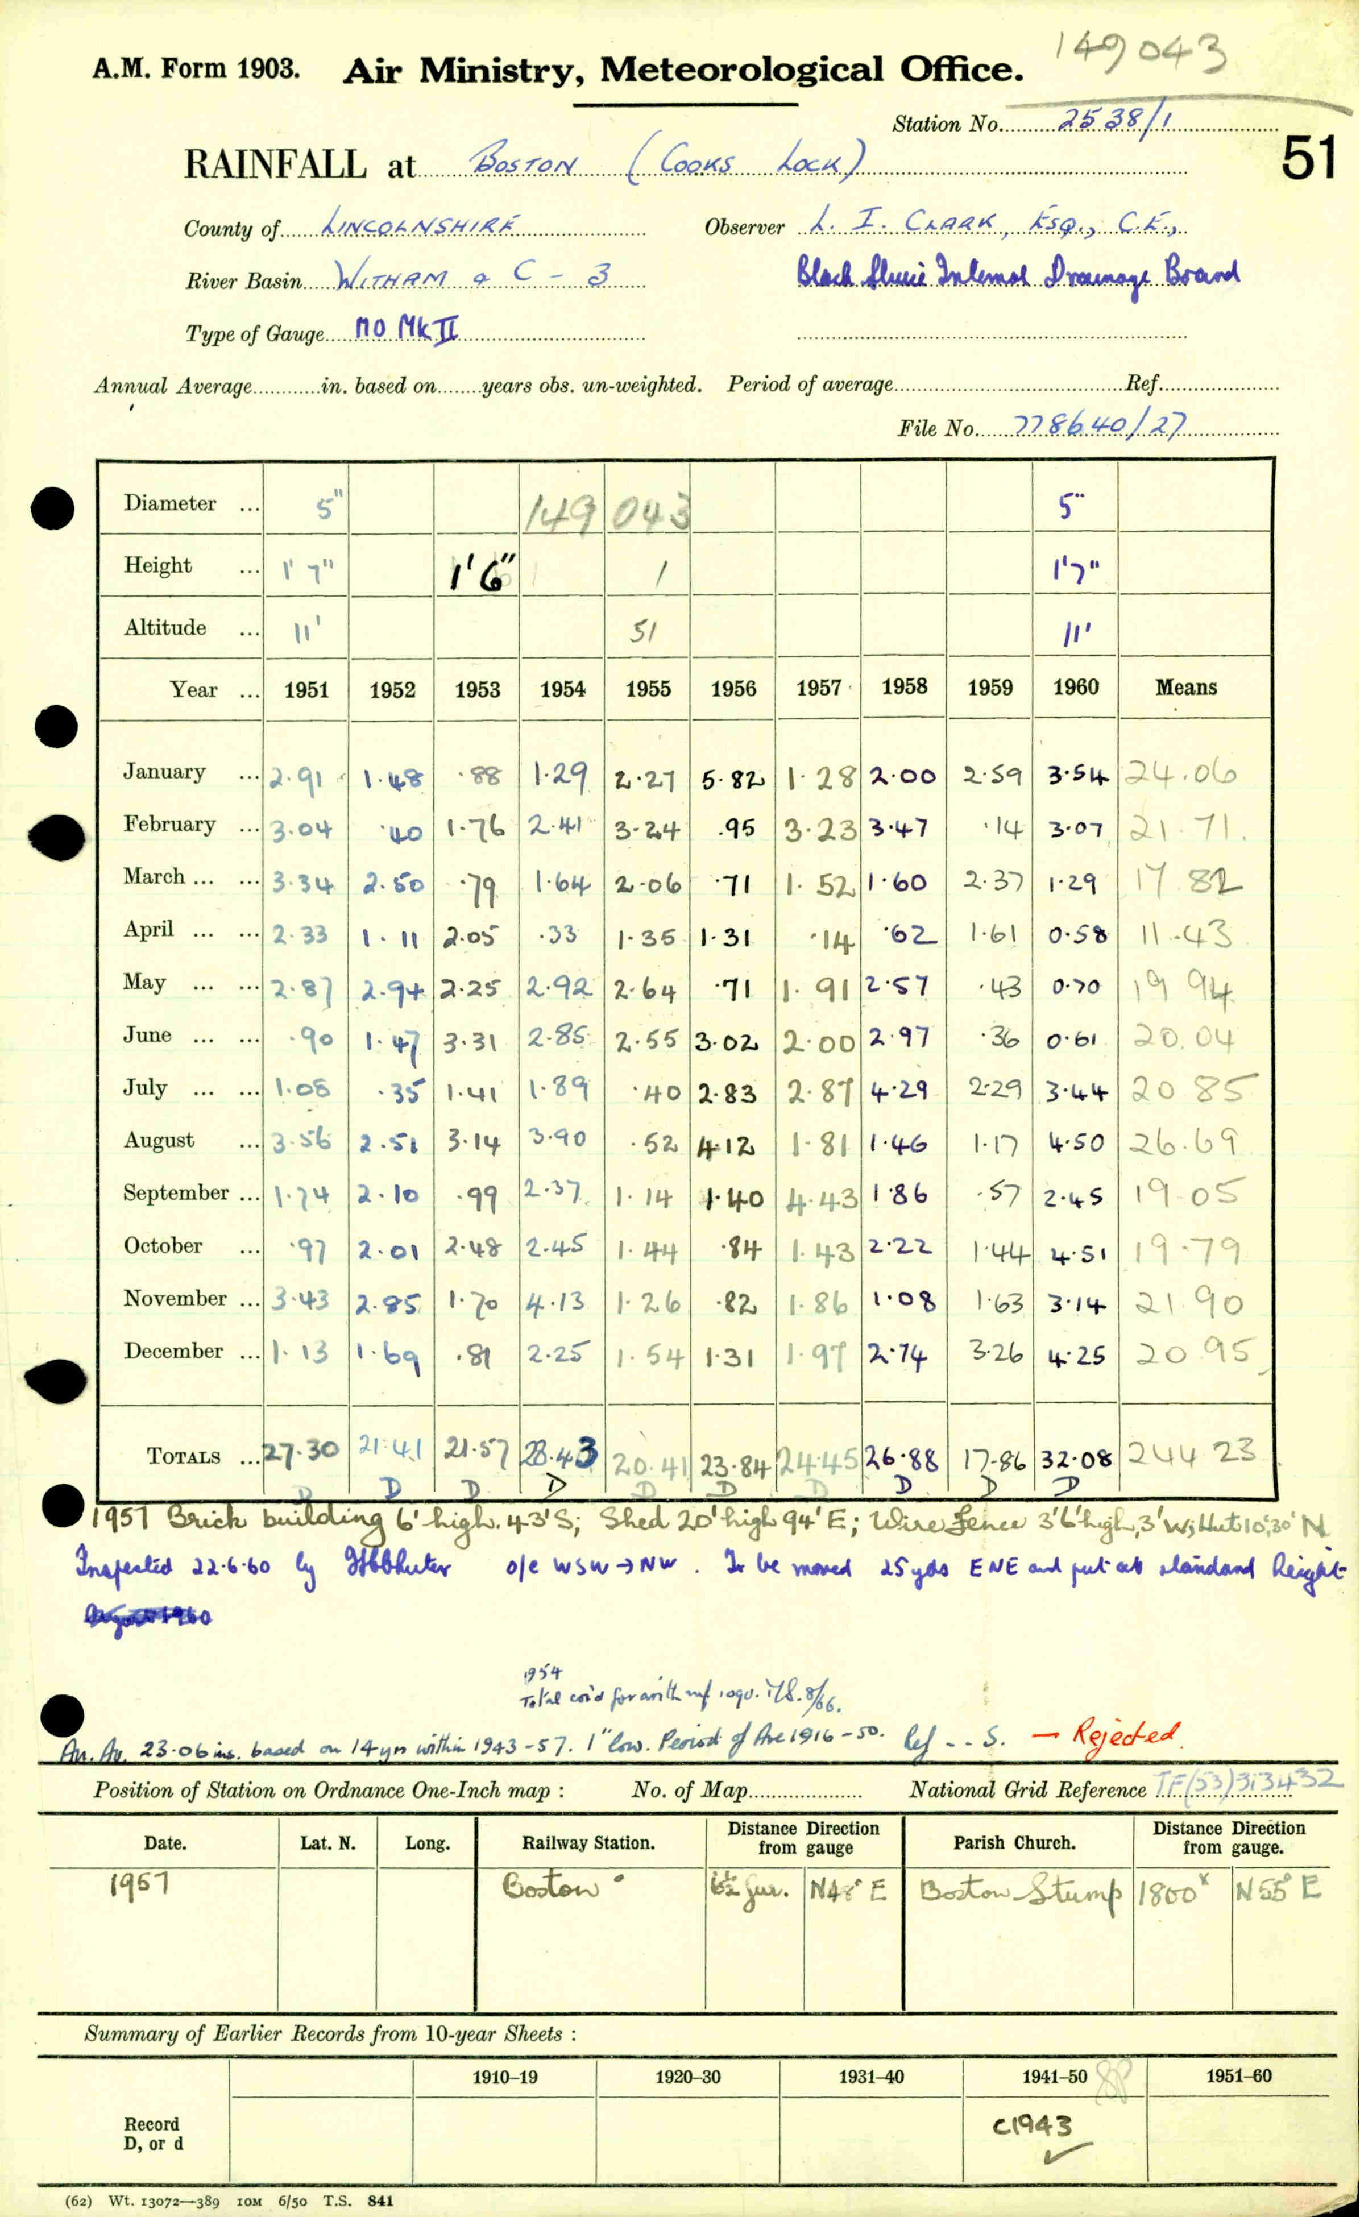 149043
A.M. Form 1903. Air Ministry, Meteorological Office.
Station No. 2538/1
51
RAINFALL at BOSTON (COOKS LOCK)
County of LINCOLNSHIRE Observer L. I. CLARK, ESQ., C.E.,
River Basin WITHAM & C - 3 Black Sluice Internal Drainage Board
Type of Gauge MO Mk II
Annual Average in. based on years obs. un-weighted. Period of average Ref.
File No. 778640/27
Diameter ... 5" 149 043 5"
Height ... 1' 7" 1'6" 1 1'7"
Altitude ... 11' 51 11'
Year ... 1951 1952 1953 1954 1955 1956 1957 1958 1959 1960 Means
January ... 2.91 1.48 .88 1.29 2.27 5.82 1.28 2.00 2.59 3.54 24.06
February ... 3.04 .40 1.76 2.41 3.24 .95 3.23 3.47 .14 3.07 21.71
March ... ... 3.34 2.50 .79 1.64 2.06 .71 1.52 1.60 2.37 1.29 17 82
April ... ... 2.33 1.11 2.05 .33 1.35 1.31 .14 .62 1.61 0.58 11.43
May ... ... 2.87 2.94 2.25 2.92 2.64 .71 1.91 2.57 .43 0.70 19 94
June ... ... .90 1.47 3.31 2.85 2.55 3.02 2.00 2.97 .36 0.61 20.04
July ... ... 1.08 .35 1.41 1.89 .40 2.83 2.87 4.29 2.29 3.44 20 85
August ... 3.56 2.51 3.14 3.90 .52 4.12 1.81 1.46 1.17 4.50 26.69
September ... 1.74 2.10 .99 2.37 1.14 1.40 4.43 1.86 .57 2.45 19.05
October ... .97 2.01 2.48 2.45 1.44 .84 1.43 2.22 1.44 4.51 19.79
November ... 3.43 2.85 1.70 4.13 1.26 .82 1.86 1.08 1.63 3.14 21.90
December ... 1.13 1.69 .81 2.25 1.54 1.31 1.97 2.74 3.26 4.25 20 95
TOTALS ... 27.30 21.41 21.57 28.43 20.41 23.84 24.45 26.88 17.86 32.08 244 23
D D D D D D D D D D
1957 Brick building 6' high. 43'S; Shed 20' high 94' E; Wire Fence 3'6" high, 3'W; Hut 10', 30' N
Inspected 22.6.60 by o/e WSW → NW. To be moved 25 yds ENE and put at standard height
1954
Total cor'd for arith 8/66.
An. Av. 23.06 ins. based on 14 yrs within 1943-57. 1" low. Period of Ave 1916-50. Ref -- S. — Rejected.
Position of Station on Ordnance One-Inch map : No. of Map National Grid Reference TF(53)313432
Date. Lat. N. Long. Railway Station. Distance from Direction gauge Parish Church. Distance from Direction gauge.
1957 Boston 6½ fur. N48° E Boston Stump 1800ˣ N55° E
Summary of Earlier Records from 10-year Sheets :
1910–19 1920–30 1931–40 1941–50 1951–60
Record
D, or d c1943 ✓
(62) Wt. 13072—389 10M 6/50 T.S. 841